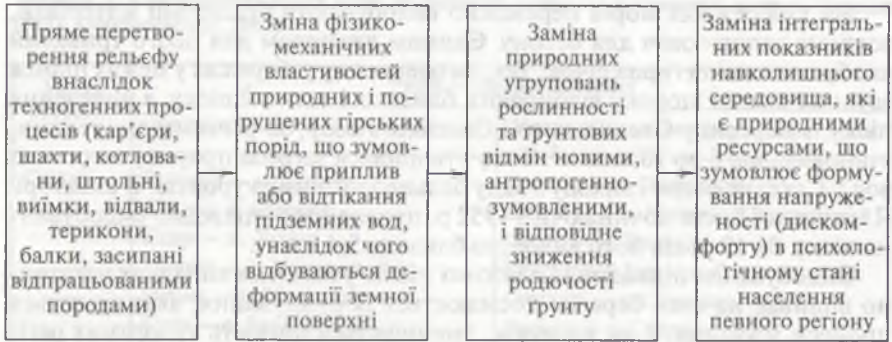 Пряме перетво-
рення рельєфу
внаслідок
техногенних про-
цесів (кар’єри,
шахти, котлова-
ни, штольні,
виїмки, відвали,
терикони,
балки, засипані
відпрацьованими
породами)
Зміна фізико-
механічних
властивостей
природних і по-
рушених гірських
порід, що зумов-
лює приплив
або відтікання
підземних вод,
унаслідок чого
відбуваються де-
формації земної
поверхні
Заміна
природних
угруповань
рослинності
та ґрунтових
відмін новими,
антропогенно-
зумовленими,
і відповідне
зниження
родючості
ґрунту
Загальна інтеграль-
них показників
навколишнього
середовища, які
є природними
ресурсами, що
зумовлює форму-
вання напруже-
ності (диском-
форту) в психоло-
гічному стані
населення
певного регіону